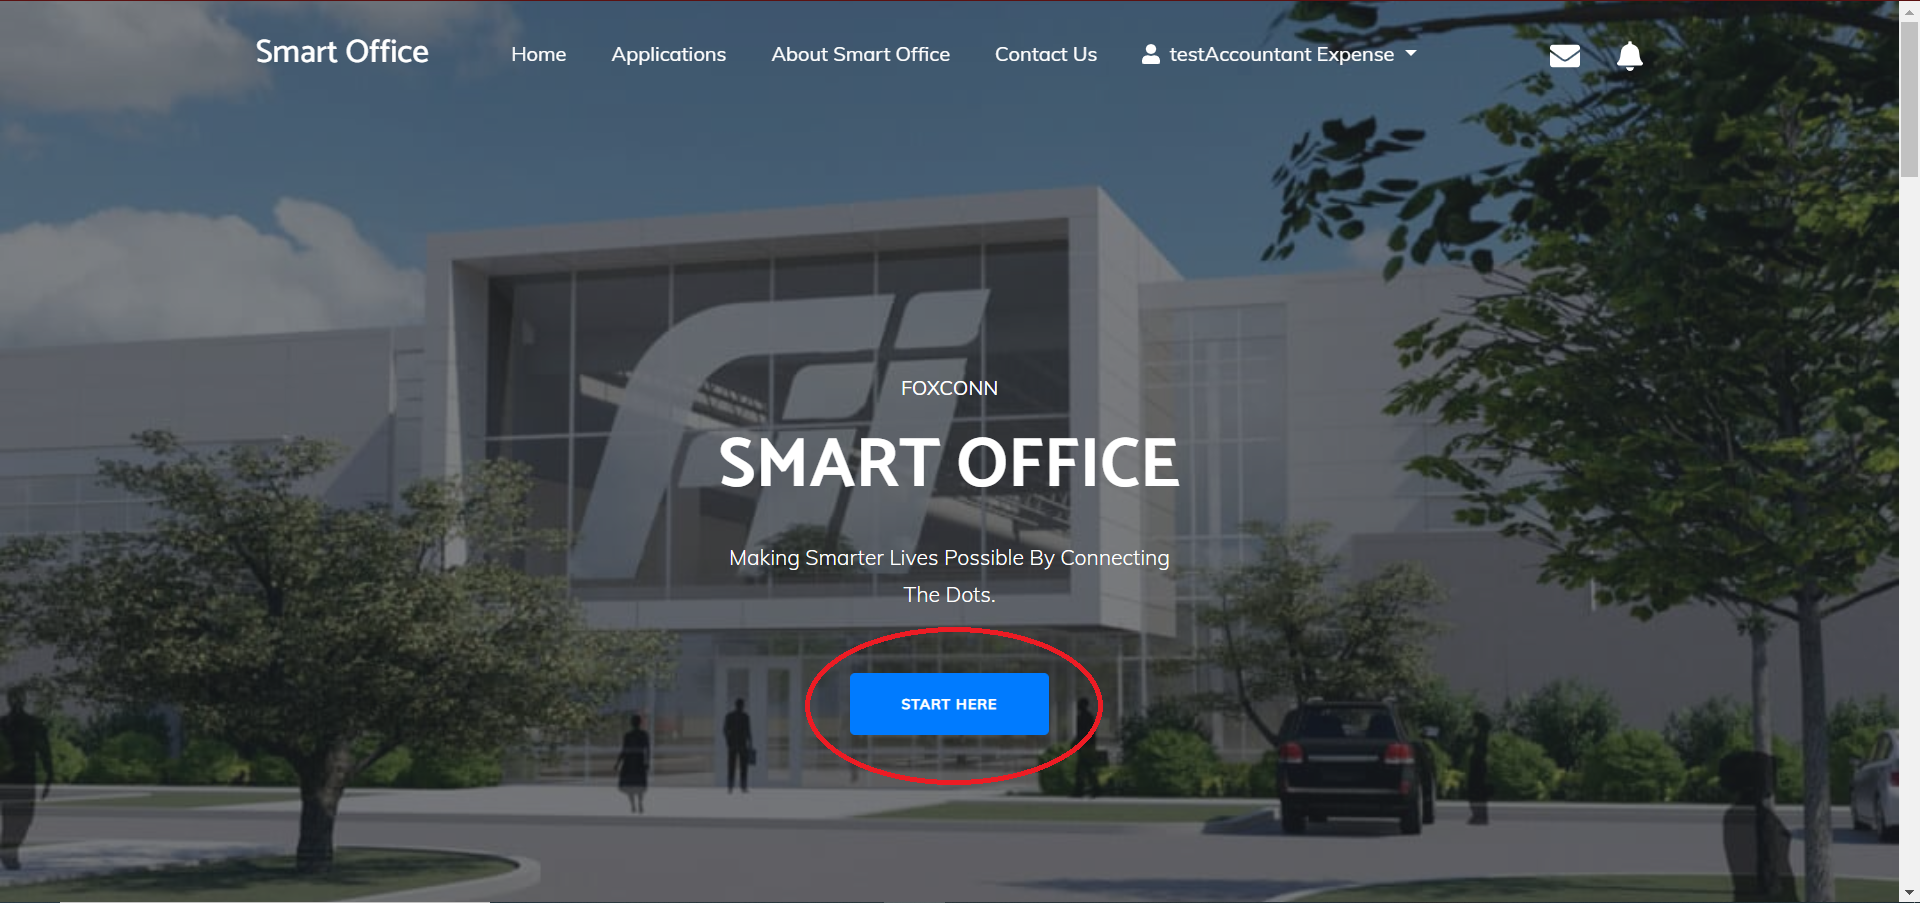 Smart Office
Home Applications About Smart Office Contact Us testAccountant Expense
Fii
FOXCONN
SMART OFFICE
Making Smarter Lives Possible By Connecting
The Dots.
START HERE